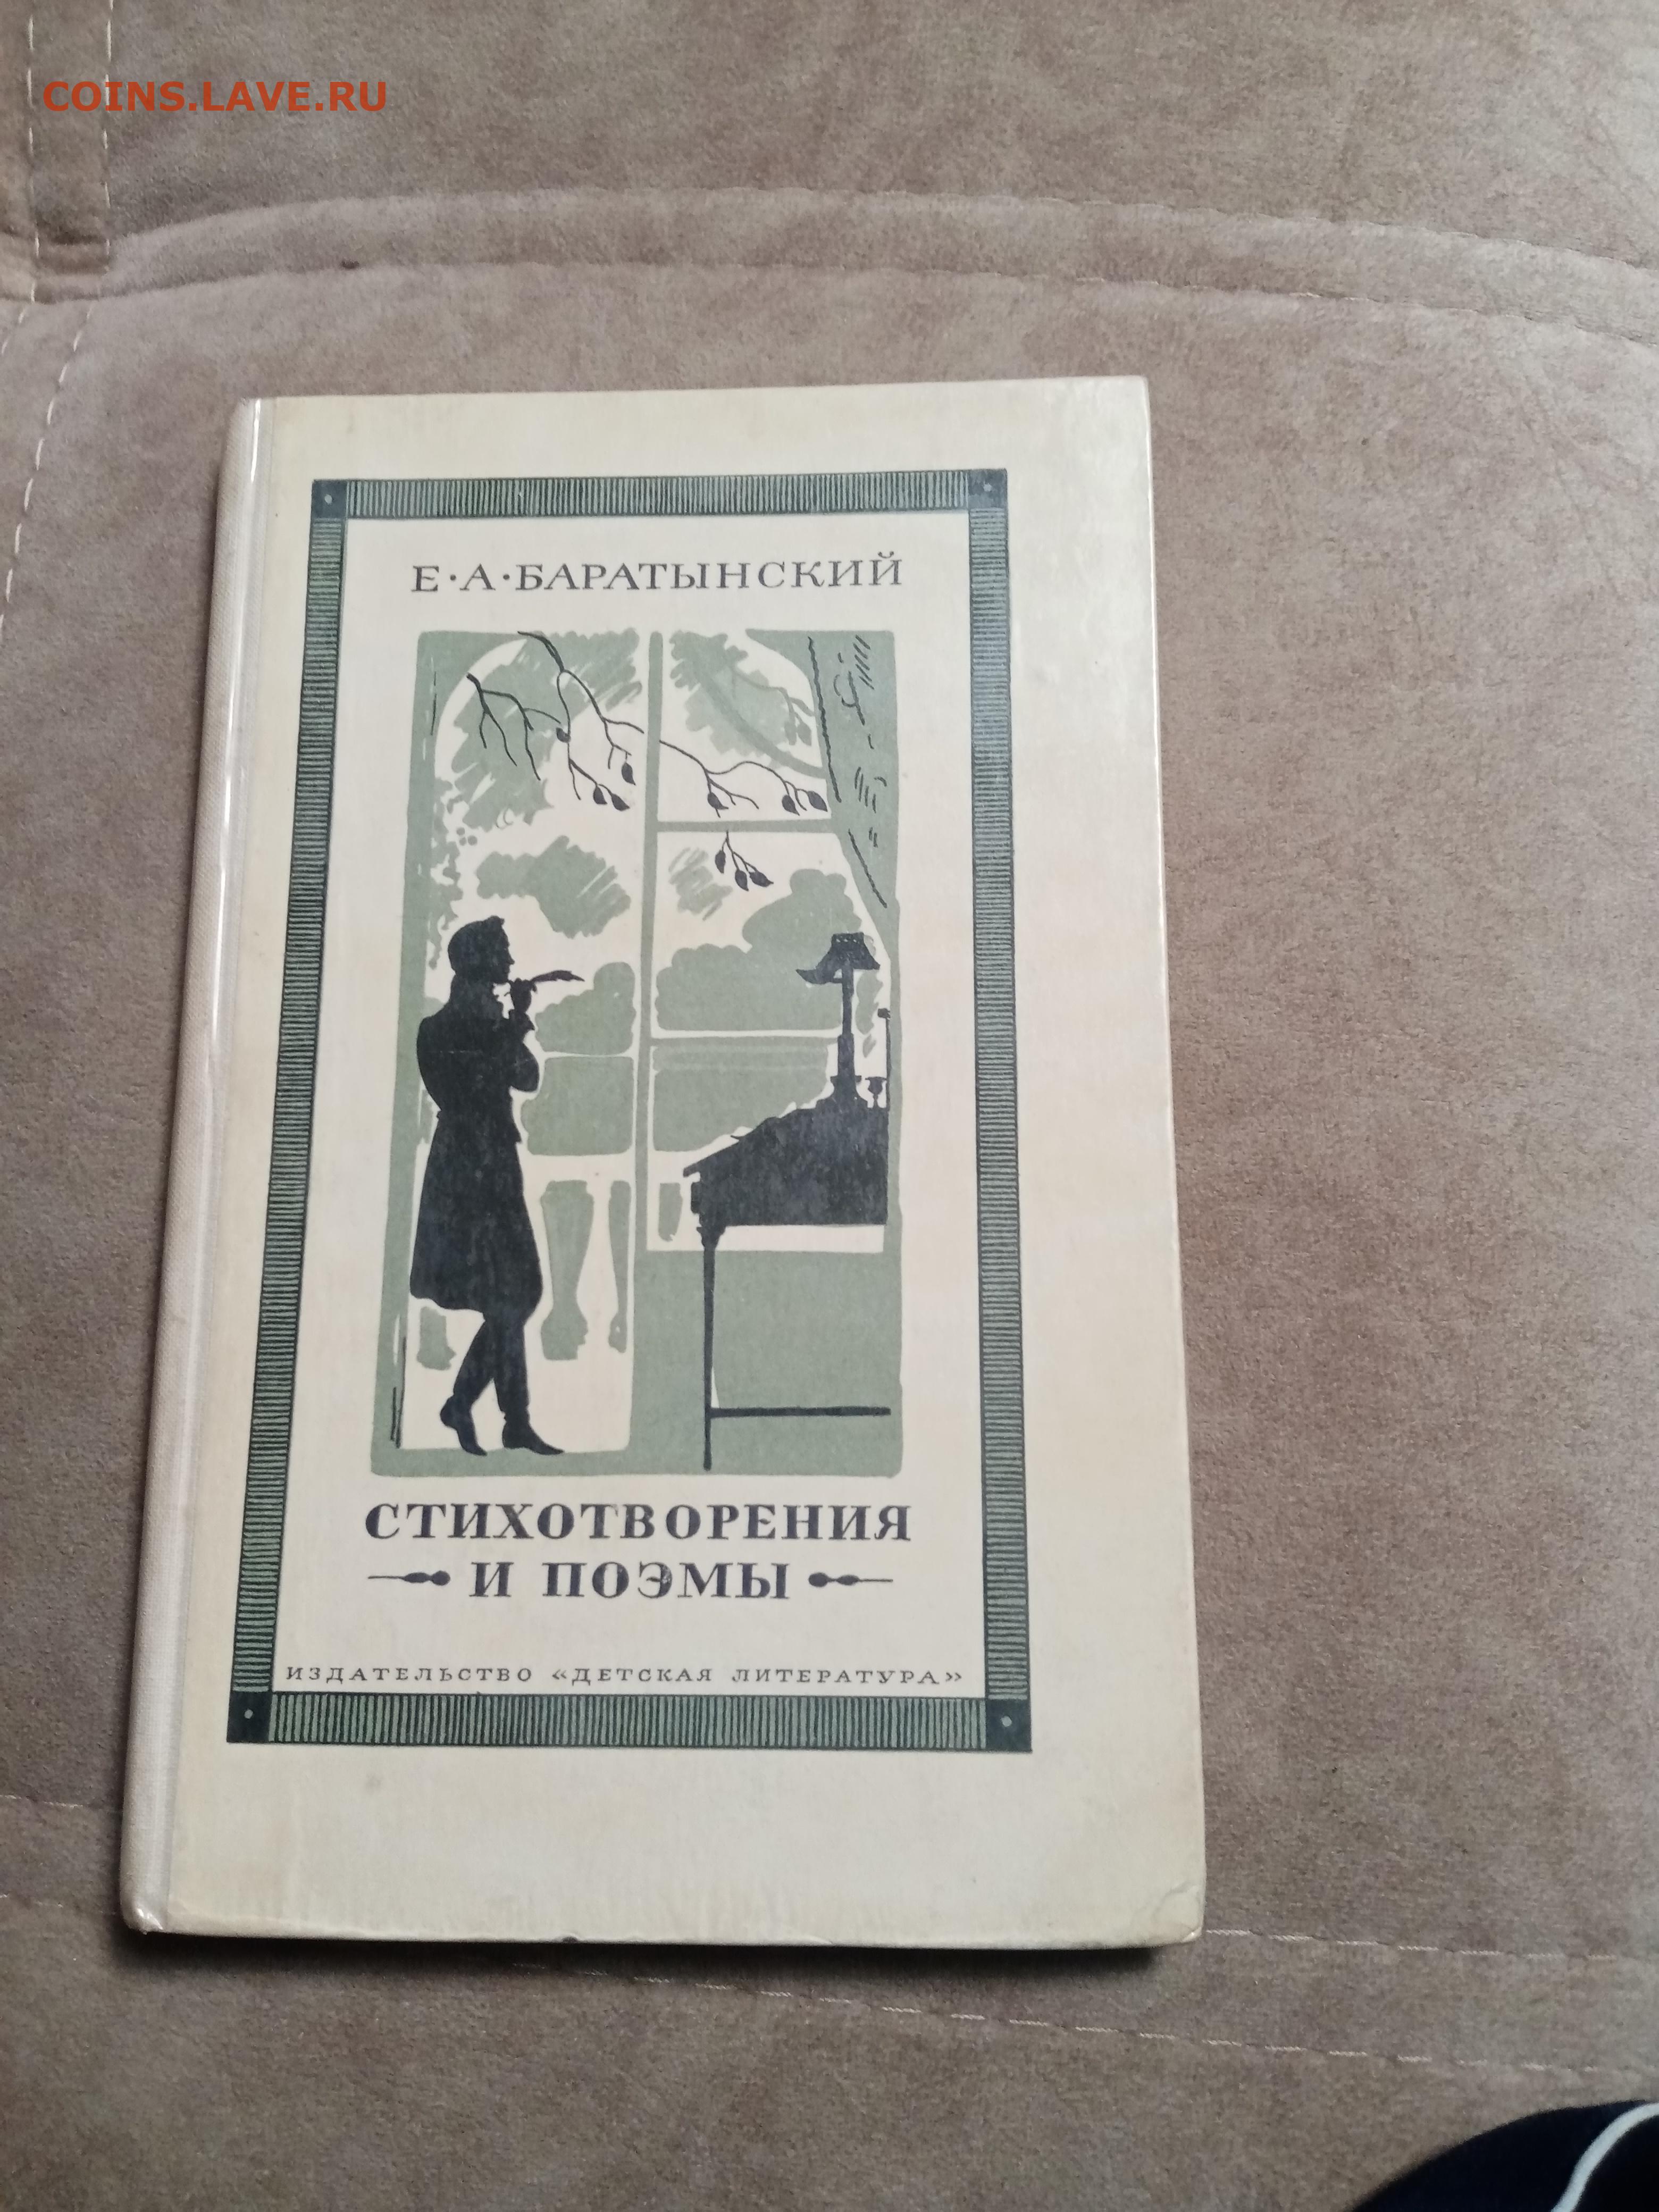 COINS.LAVE.RU
Е·А·БАРАТЫНСКИЙ
СТИХОТВОРЕНИЯ
И ПОЭМЫ
ИЗДАТЕЛЬСТВО «ДЕТСКАЯ ЛИТЕРАТУРА»